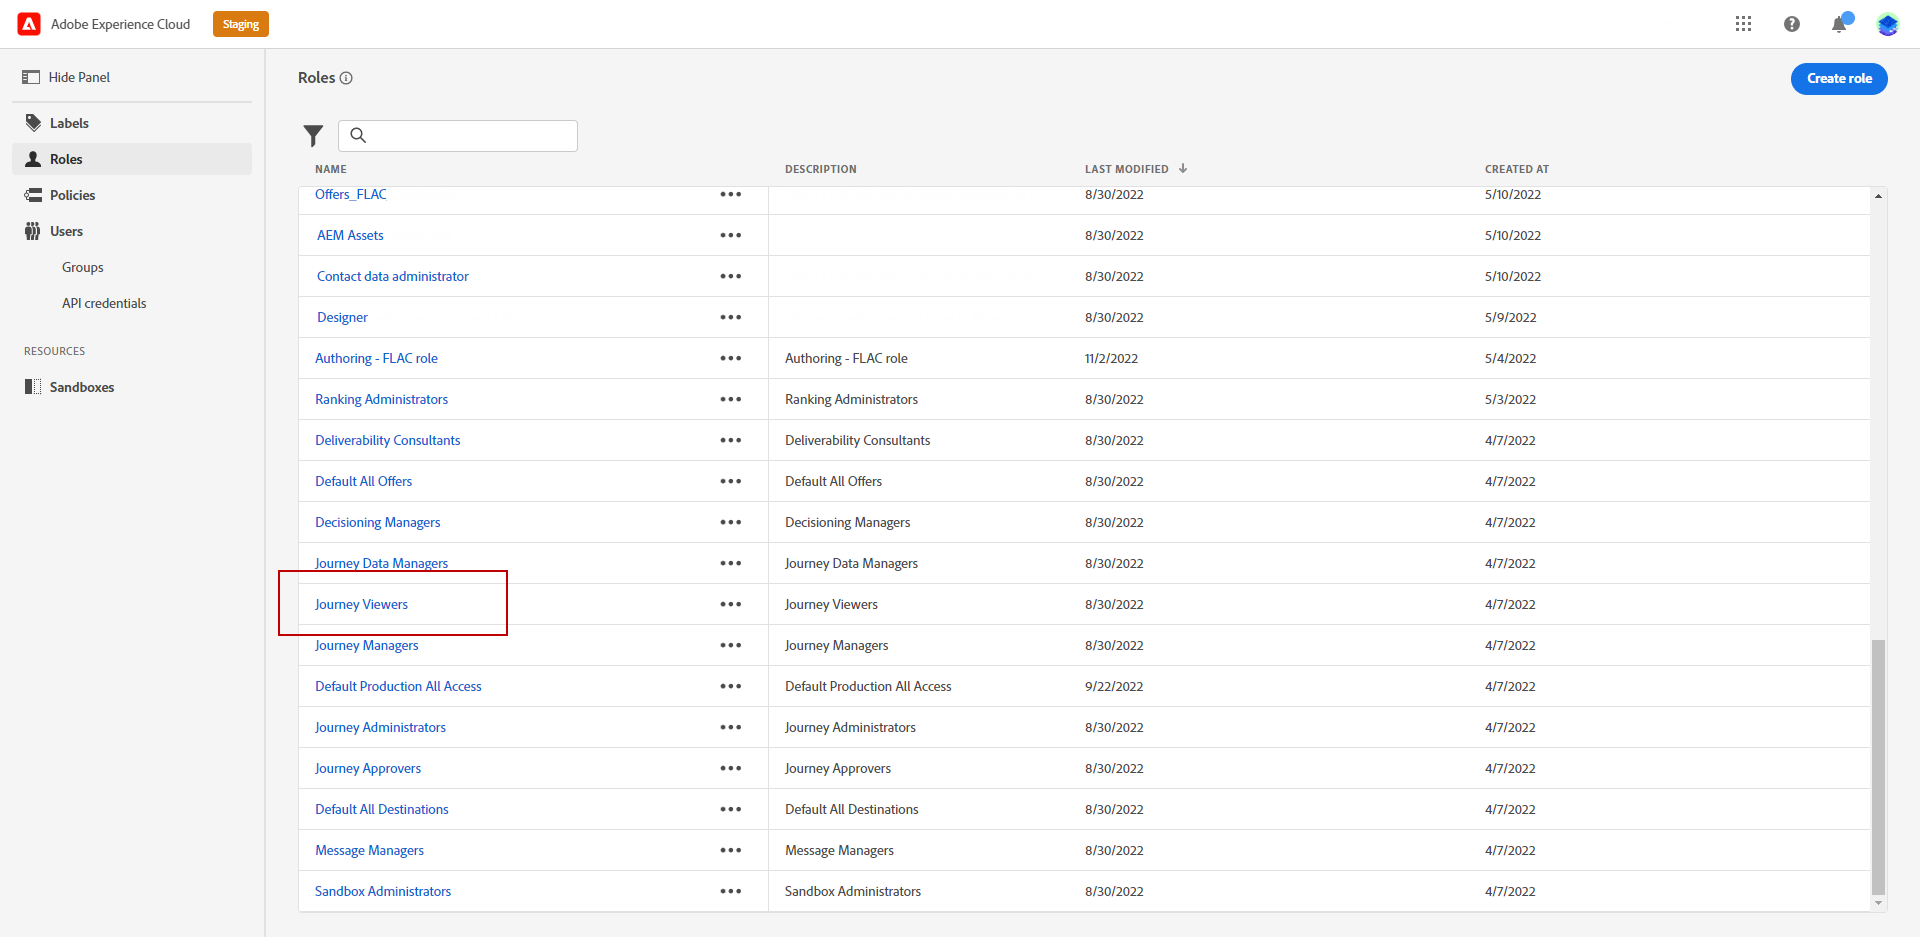 Adobe Experience Cloud Staging
Hide Panel
Labels
Roles
Policies
Users
Groups
API credentials
RESOURCES
Sandboxes
Roles
Create role
NAME DESCRIPTION LAST MODIFIED CREATED AT
Offers_FLAC 8/30/2022 5/10/2022
AEM Assets 8/30/2022 5/10/2022
Contact data administrator 8/30/2022 5/10/2022
Designer 8/30/2022 5/9/2022
Authoring - FLAC role Authoring - FLAC role 11/2/2022 5/4/2022
Ranking Administrators Ranking Administrators 8/30/2022 5/3/2022
Deliverability Consultants Deliverability Consultants 8/30/2022 4/7/2022
Default All Offers Default All Offers 8/30/2022 4/7/2022
Decisioning Managers Decisioning Managers 8/30/2022 4/7/2022
Journey Data Managers Journey Data Managers 8/30/2022 4/7/2022
Journey Viewers Journey Viewers 8/30/2022 4/7/2022
Journey Managers Journey Managers 8/30/2022 4/7/2022
Default Production All Access Default Production All Access 9/22/2022 4/7/2022
Journey Administrators Journey Administrators 8/30/2022 4/7/2022
Journey Approvers Journey Approvers 8/30/2022 4/7/2022
Default All Destinations Default All Destinations 8/30/2022 4/7/2022
Message Managers Message Managers 8/30/2022 4/7/2022
Sandbox Administrators Sandbox Administrators 8/30/2022 4/7/2022